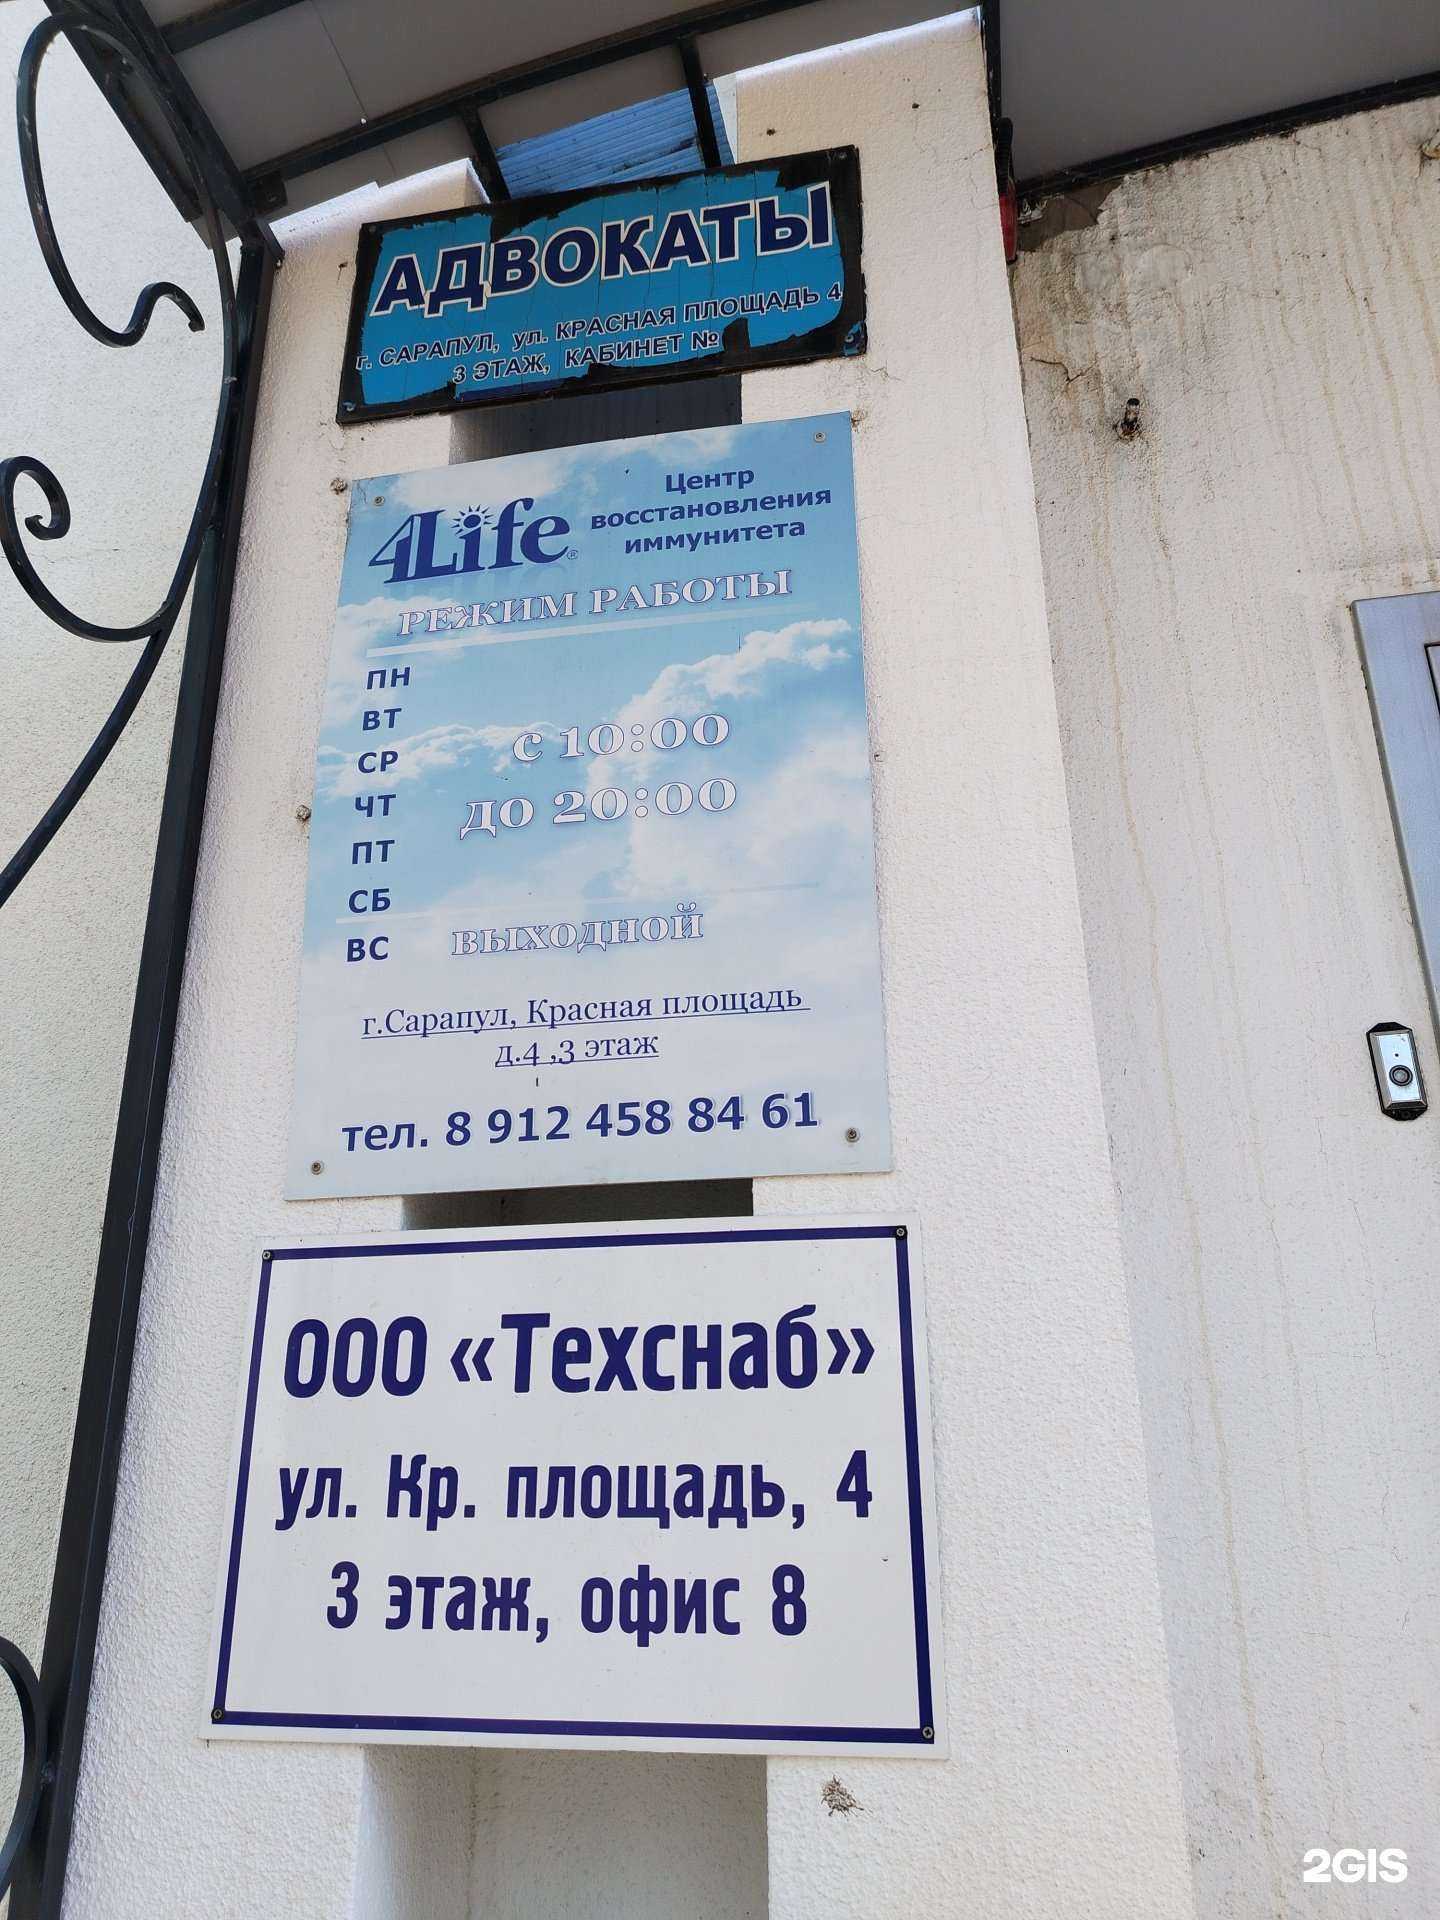 АДВОКАТЫ
г. САРАПУЛ, ул. КРАСНАЯ ПЛОЩАДЬ 4
3 ЭТАЖ, КАБИНЕТ №
4Life®
Центр
восстановления
иммунитета
РЕЖИМ РАБОТЫ
ПН
ВТ
СР
ЧТ
ПТ
СБ
с 10:00
до 20:00
ВС выходной
г.Сарапул, Красная площадь
д.4 ,3 этаж
тел. 8 912 458 84 61
ООО «Техснаб»
ул. Кр. площадь, 4
3 этаж, офис 8
2GIS